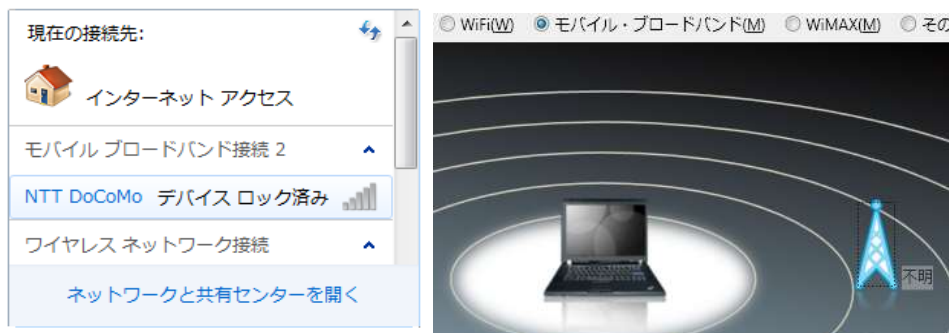 現在の接続先:
インターネット アクセス
モバイル ブロードバンド接続 2
NTT DoCoMo デバイス ロック済み
ワイヤレス ネットワーク接続
ネットワークと共有センターを開く
WiFi(W) モバイル・ブロードバンド(M) WiMAX(M) その
不明